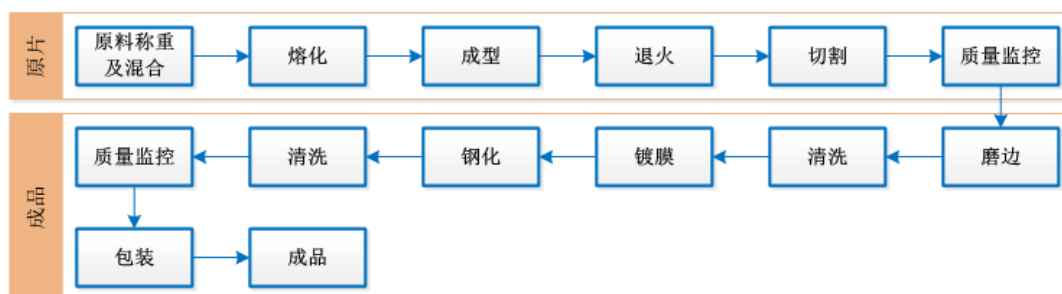 原片
原料称重
及混合
熔化
成型
退火
切割
质量监控
成品
质量监控
清洗
钢化
镀膜
清洗
磨边
包装
成品